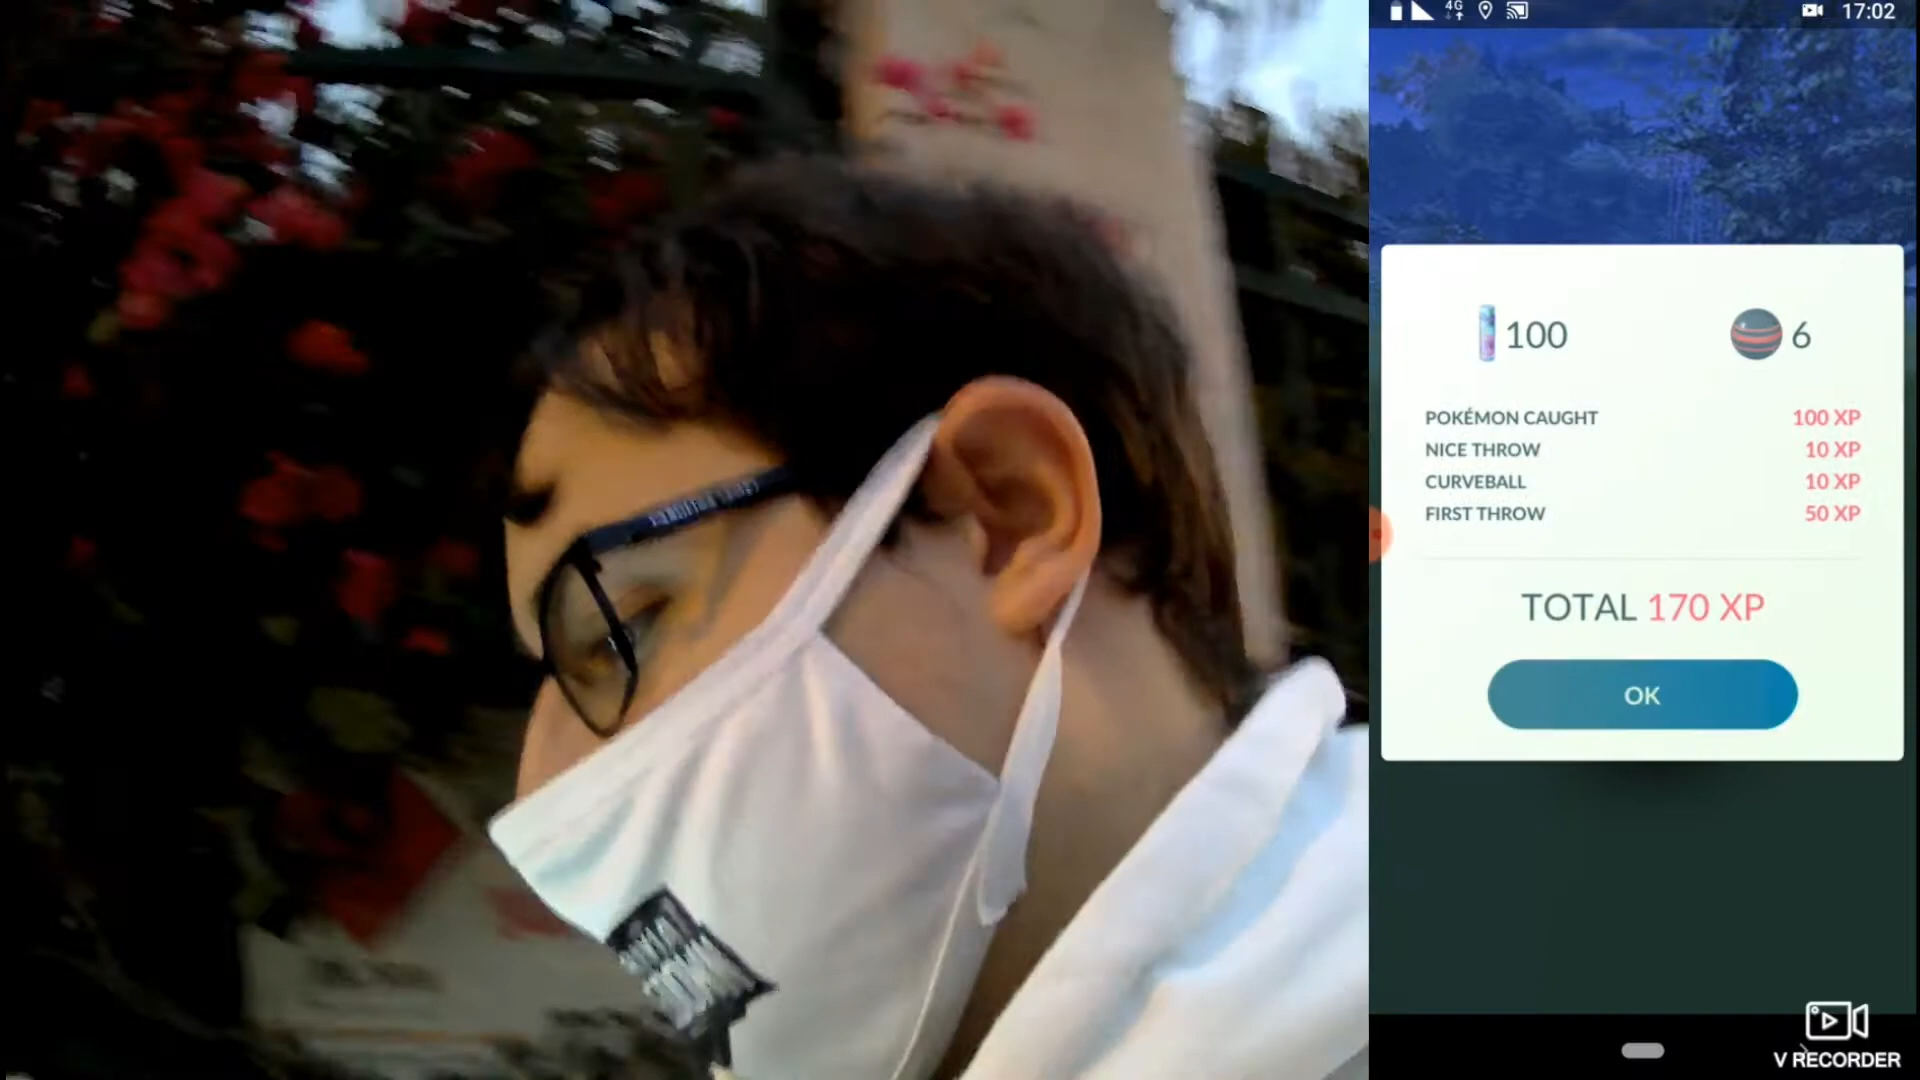 4G 17:02
100 6
POKÉMON CAUGHT 100 XP
NICE THROW 10 XP
CURVEBALL 10 XP
FIRST THROW 50 XP
TOTAL 170 XP
OK
V RECORDER